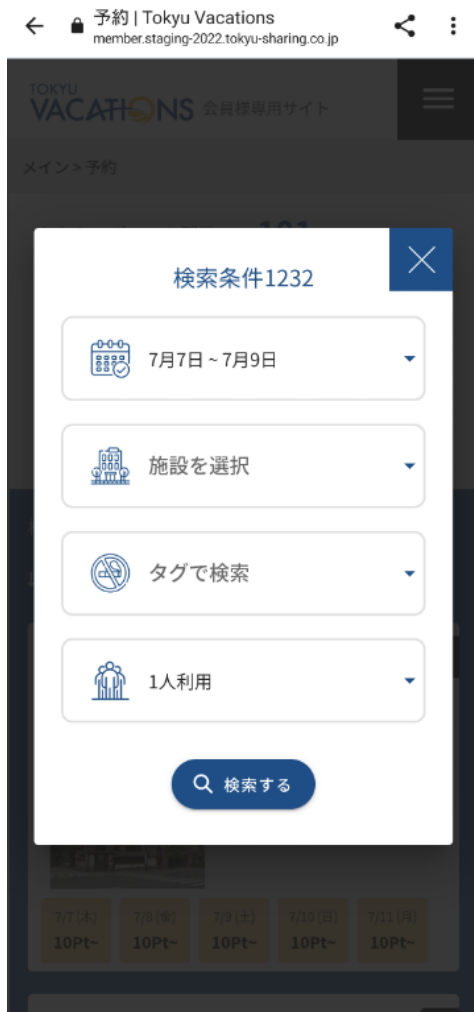 予約 | Tokyu Vacations
member.staging-2022.tokyu-sharing.co.jp
TOKYU
VACATIONS 会員様専用サイト
メイン > 予約
検索条件1232
7月7日 ~ 7月9日
施設を選択
タグで検索
1人利用
検索する
7/7 (木) 7/8 (金) 7/9 (土) 7/10 (日) 7/11 (月)
10Pt~ 10Pt~ 10Pt~ 10Pt~ 10Pt~